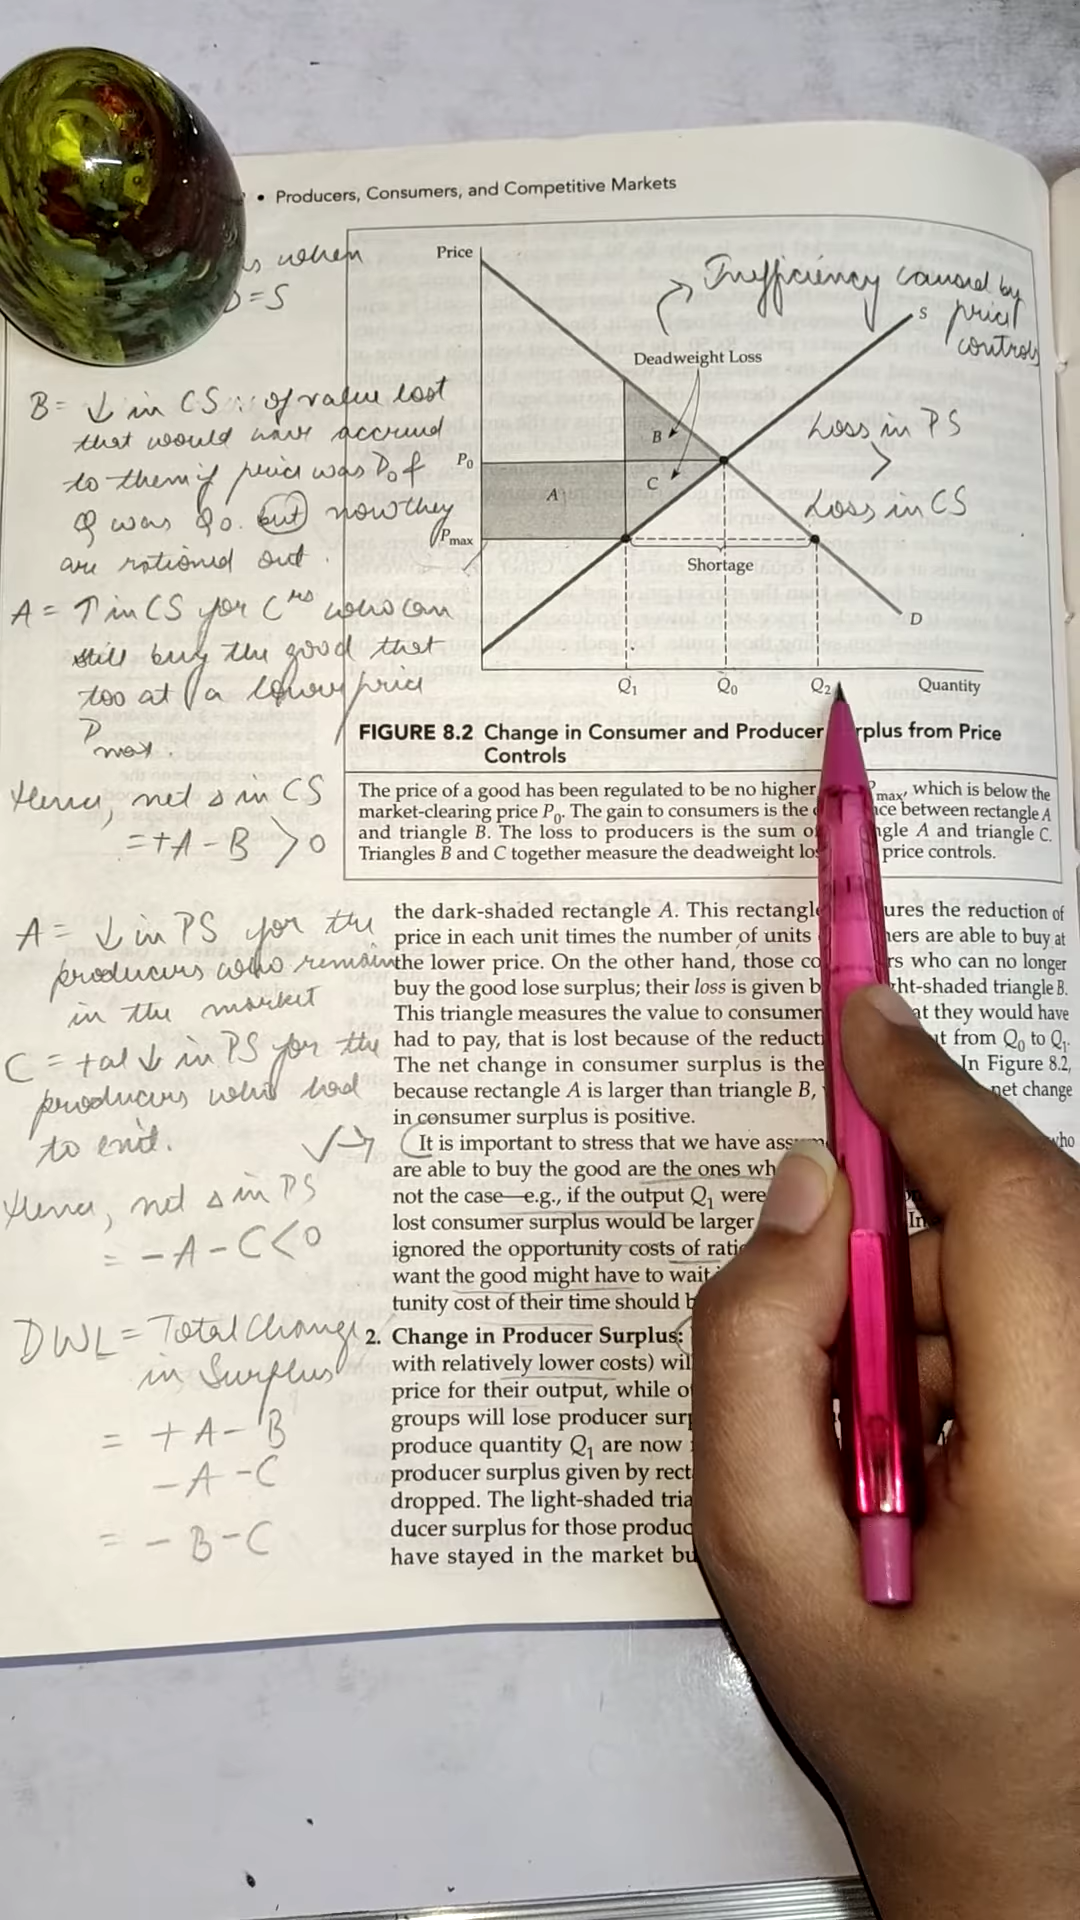 • Producers, Consumers, and Competitive Markets
when
D=S
Price
Inefficiency caused by
price
controls
S
Deadweight Loss
B
P0
A
C
Pmax
Shortage
D
Q1
Q0
Q2
Quantity
Loss in PS
>
Loss in CS
B = ↓ in CS ∵ of value lost
that would have accrued
to them if price was P0 &
Q was Q0. but now they
are rationed out.
A = ↑ in CS for Crs who can
still buy the good that
too at a lower price
Pmax.
Hence, net Δ in CS
= +A - B > 0
FIGURE 8.2 Change in Consumer and Producer rplus from Price
Controls
The price of a good has been regulated to be no higher max, which is below the
market-clearing price P0. The gain to consumers is the nce between rectangle A
and triangle B. The loss to producers is the sum o ngle A and triangle C.
Triangles B and C together measure the deadweight lo price controls.
A = ↓ in PS for the
producers who remain
in the market
C = +al ↓ in PS for the
producers who had
to exit.
Hence, net Δ in PS
= -A-C<0
DWL = Total Change
in Surplus
= +A-B
-A-C
= -B-C
the dark-shaded rectangle A. This rectangl ures the reduction of
price in each unit times the number of units ners are able to buy at
the lower price. On the other hand, those co rs who can no longer
buy the good lose surplus; their loss is given b ht-shaded triangle B.
This triangle measures the value to consumer at they would have
had to pay, that is lost because of the reduct t from Q0 to Q1.
The net change in consumer surplus is the In Figure 8.2,
because rectangle A is larger than triangle B, net change
in consumer surplus is positive.
It is important to stress that we have assum who
are able to buy the good are the ones wh
not the case—e.g., if the output Q1 were
lost consumer surplus would be larger In
ignored the opportunity costs of rati
want the good might have to wait i
tunity cost of their time should b
2. Change in Producer Surplus:
with relatively lower costs) wil
price for their output, while o
groups will lose producer surp
produce quantity Q1 are now
producer surplus given by rect
dropped. The light-shaded tria
ducer surplus for those produc
have stayed in the market bu